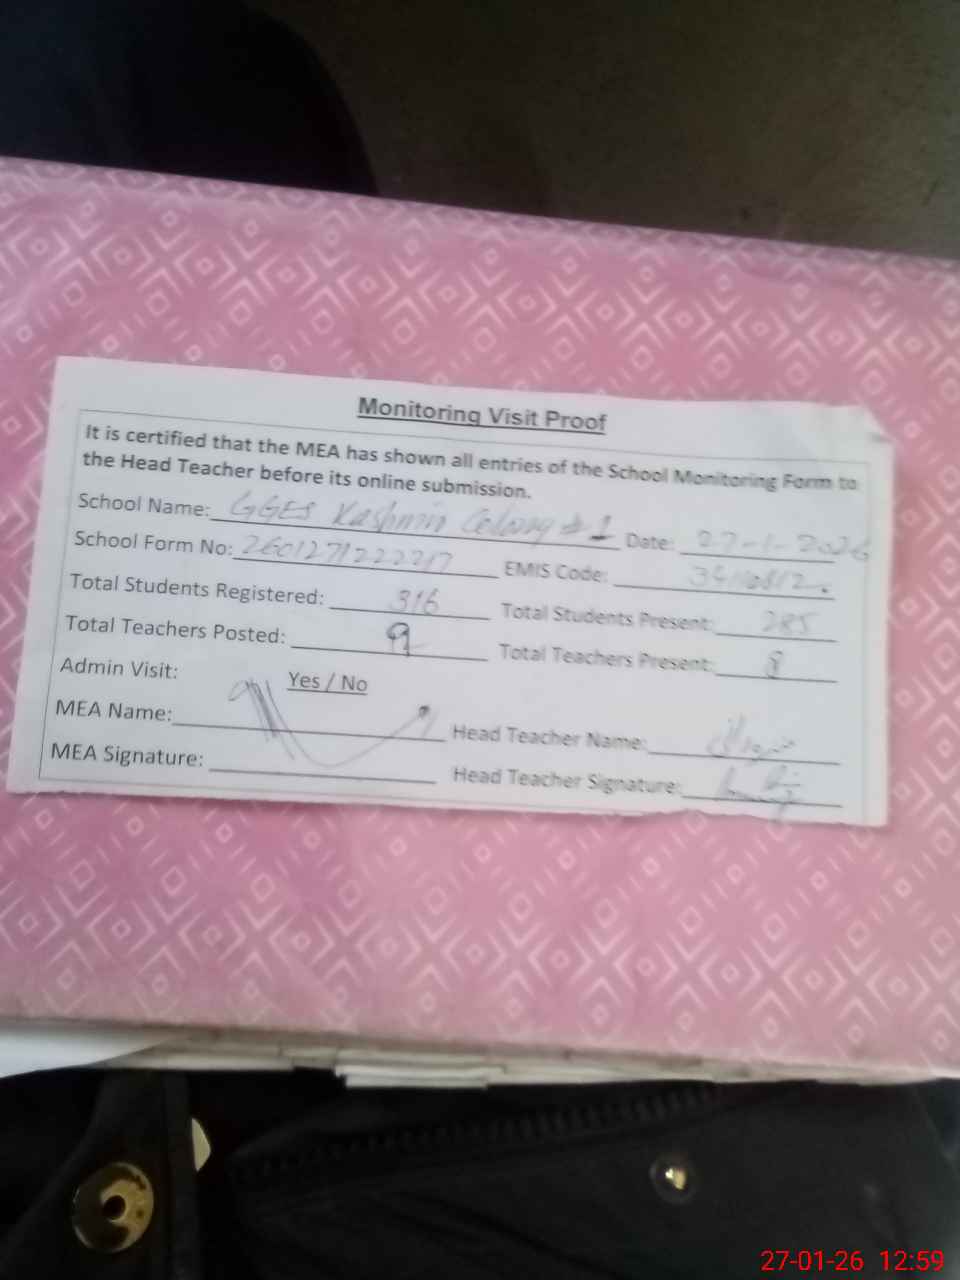 Monitoring Visit Proof
It is certified that the MEA has shown all entries of the School Monitoring Form to
the Head Teacher before its online submission.
School Name: GGES Kashmir Colony # 1 Date: 27-1-2026
School Form No: EMIS Code:
Total Students Registered: 316 Total Students Present: 285
Total Teachers Posted: 9 Total Teachers Present: 8
Admin Visit: Yes / No
MEA Name: Head Teacher Name:
MEA Signature: Head Teacher Signature:
27-01-26 12:59